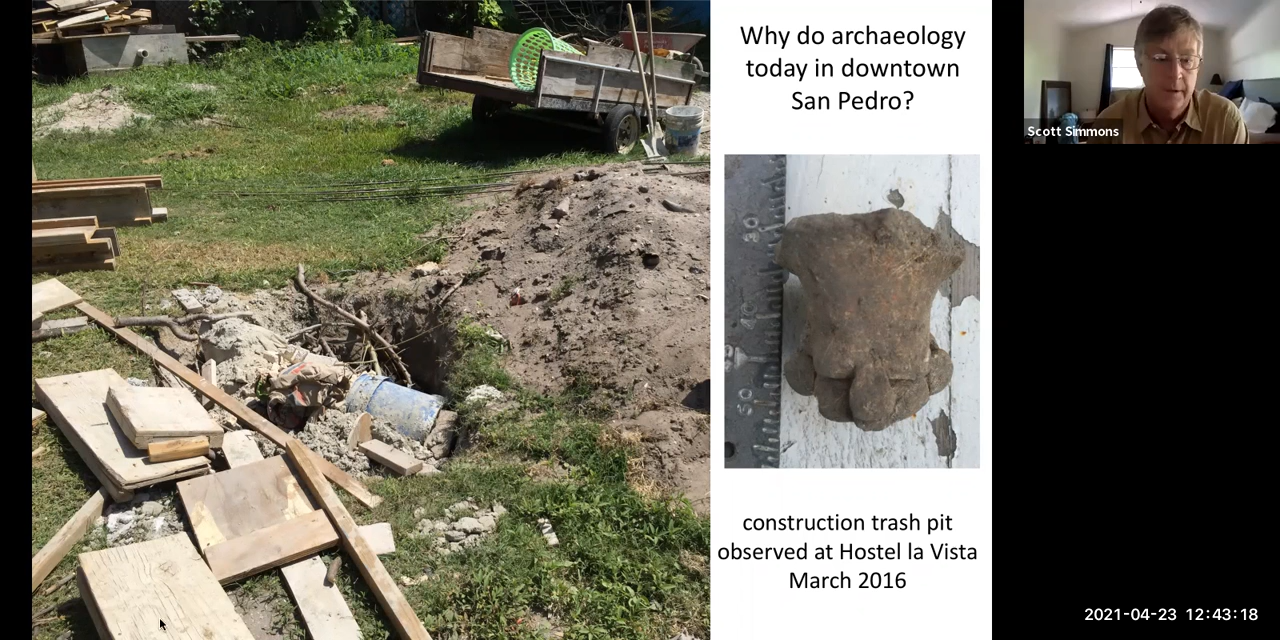 Why do archaeology
today in downtown
San Pedro?
Scott Simmons
construction trash pit
observed at Hostel la Vista
March 2016
2021-04-23 12:43:18